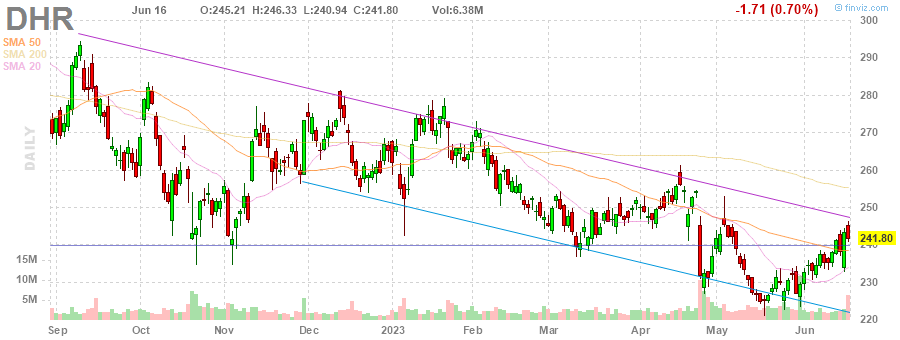 DHR
Jun 16
O:245.21 H:246.33 L:240.94 C:241.80 Vol:6.38M
-1.71 (0.70%)
© finviz.com
SMA 50
SMA 200
SMA 20
DAILY
300
290
280
270
260
250
241.80
240
230
220
15M
10M
5M
Sep Oct Nov Dec 2023 Feb Mar Apr May Jun